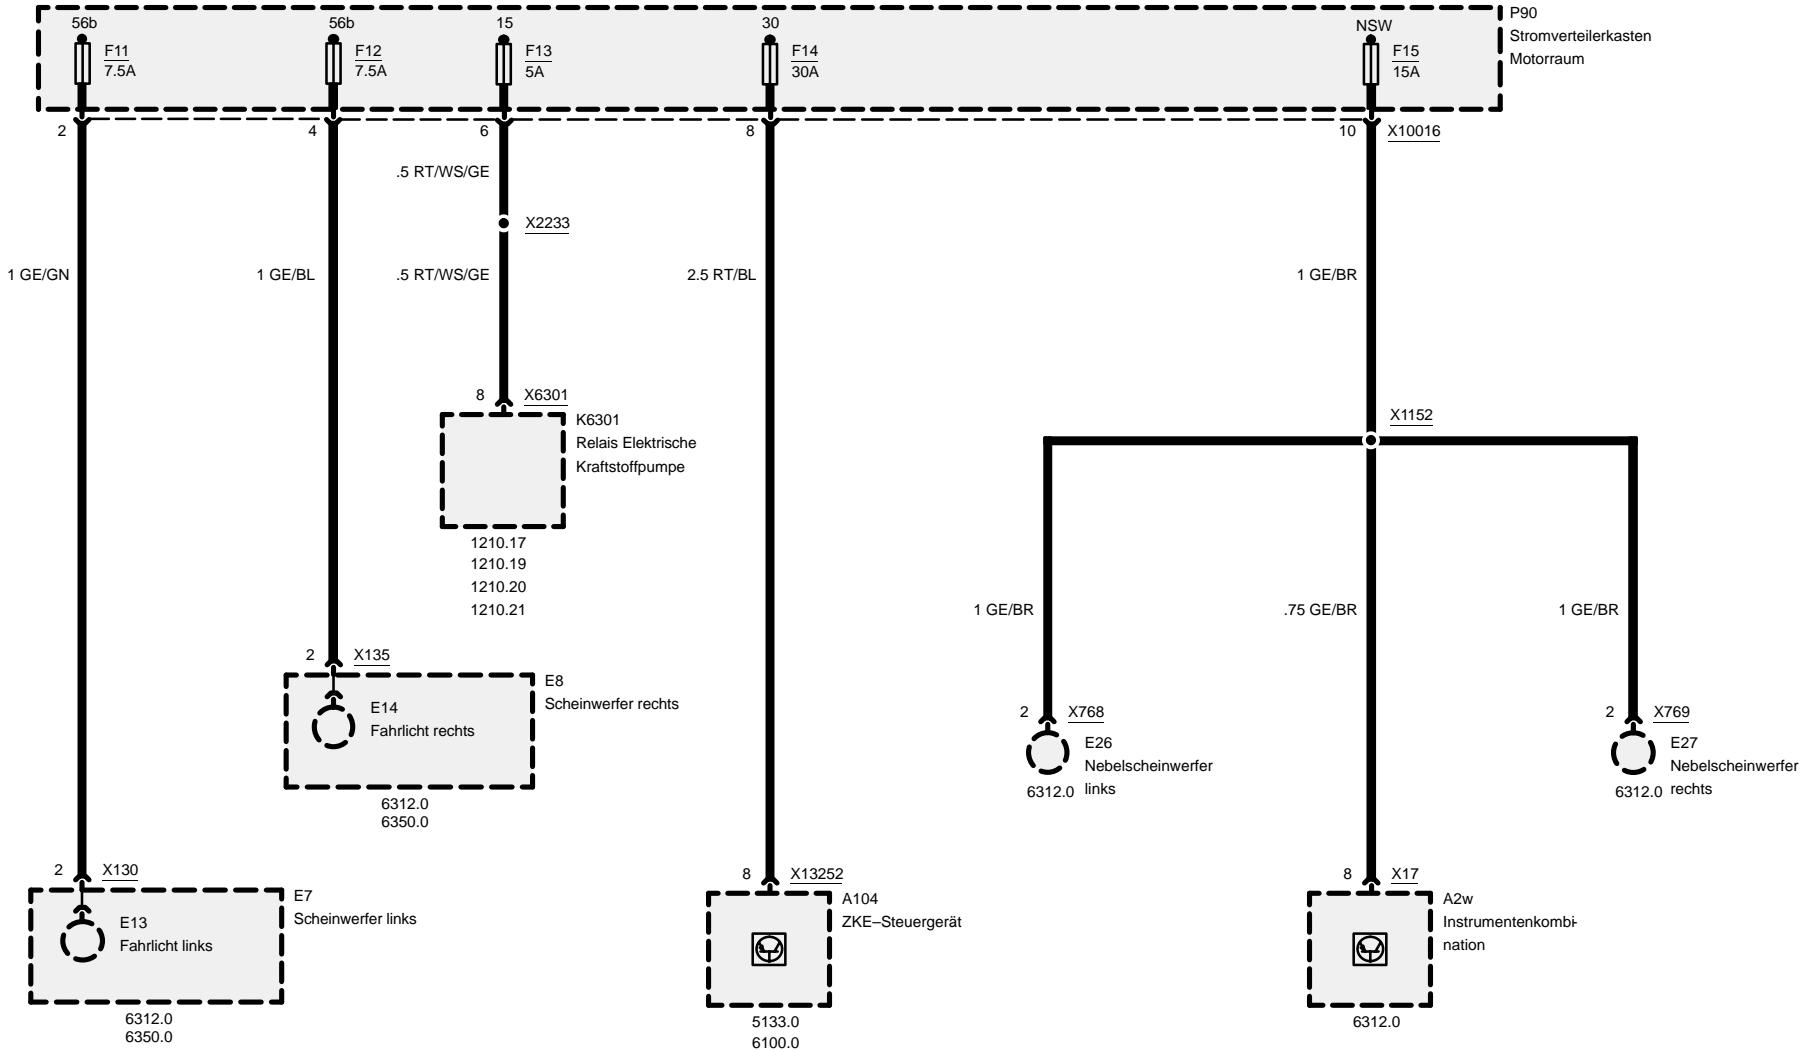 56b
56b
15
30
NSW
P90
Stromverteilerkasten
Motorraum
F11
7.5A
F12
7.5A
F13
5A
F14
30A
F15
15A
2
4
6
8
10
X10016
.5 RT/WS/GE
X2233
1 GE/GN
1 GE/BL
.5 RT/WS/GE
2.5 RT/BL
1 GE/BR
8
X6301
K6301
Relais Elektrische
Kraftstoffpumpe
1210.17
1210.19
1210.20
1210.21
X1152
1 GE/BR
.75 GE/BR
1 GE/BR
2
X135
E8
Scheinwerfer rechts
E14
Fahrlicht rechts
6312.0
6350.0
2
X768
E26
Nebelscheinwerfer
links
6312.0
2
X769
E27
Nebelscheinwerfer
rechts
6312.0
2
X130
E7
Scheinwerfer links
E13
Fahrlicht links
6312.0
6350.0
8
X13252
A104
ZKE–Steuergerät
5133.0
6100.0
8
X17
A2w
Instrumentenkombi-
nation
6312.0